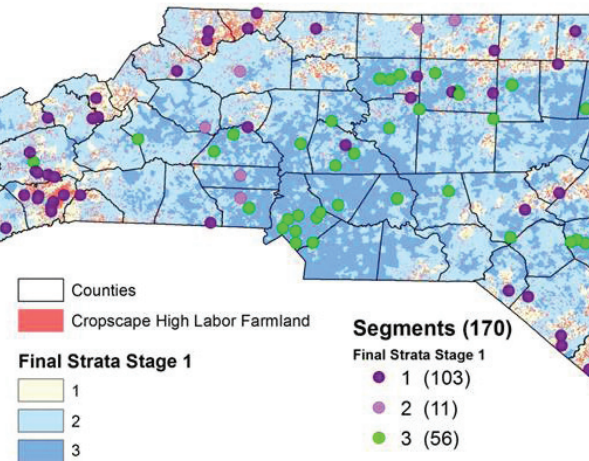 Counties
Cropscape High Labor Farmland
Final Strata Stage 1
1
2
3
Segments (170)
Final Strata Stage 1
1 (103)
2 (11)
3 (56)